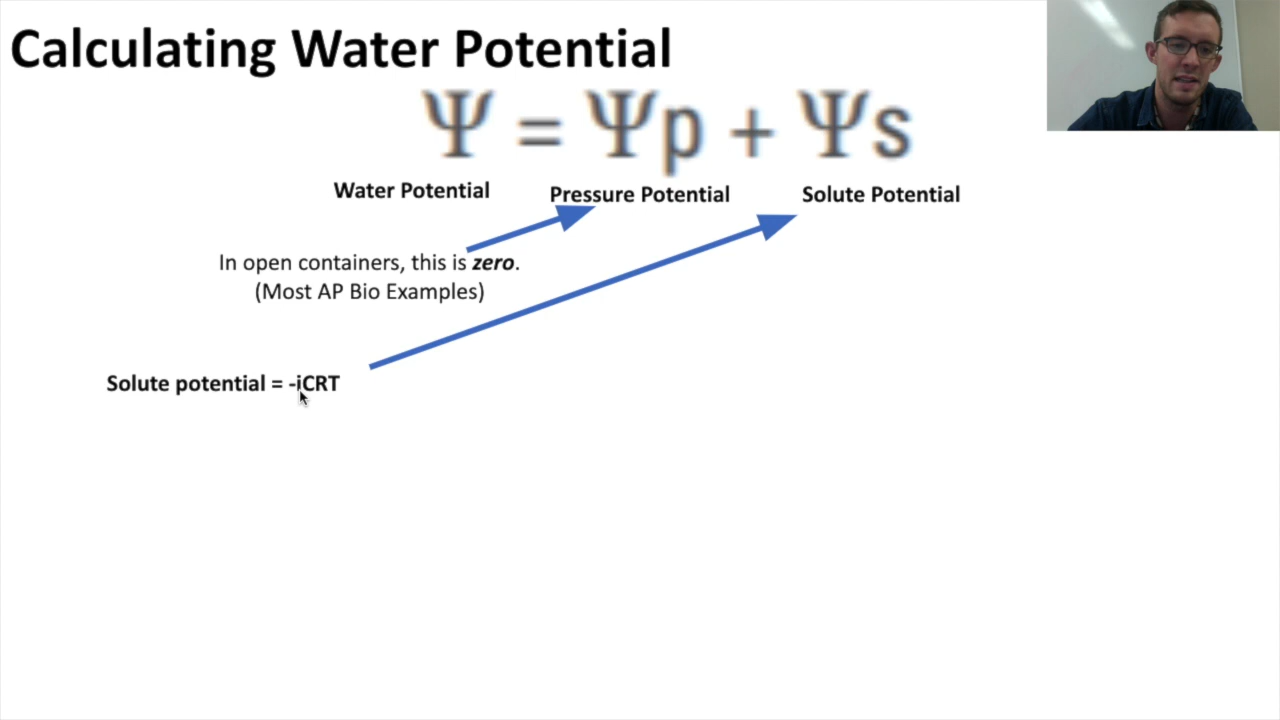 Calculating Water Potential
Ψ = Ψp + Ψs
Water Potential Pressure Potential Solute Potential
In open containers, this is zero.
(Most AP Bio Examples)
Solute potential = -iCRT